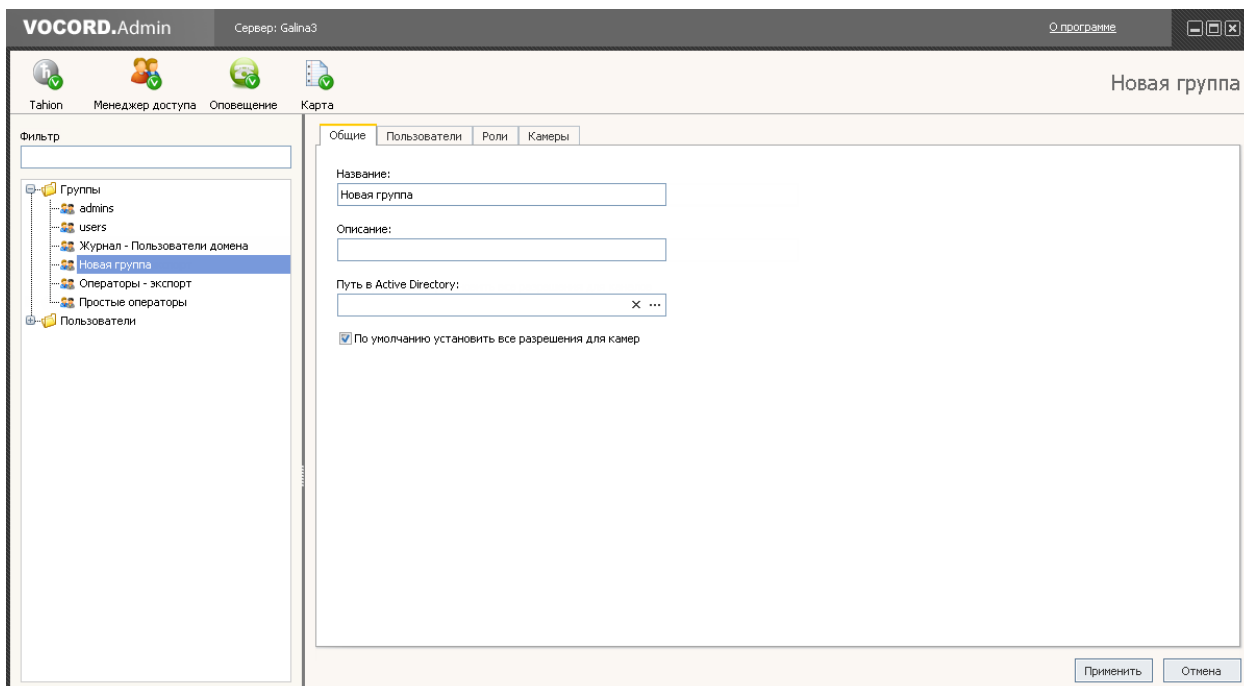 VOCORD.Admin Сервер: Galina3 О программе
Tahion Менеджер доступа Оповещение Карта
Новая группа
Фильтр
Группы
admins
users
Журнал - Пользователи домена
Новая группа
Операторы - экспорт
Простые операторы
Пользователи
Общие Пользователи Роли Камеры
Название:
Новая группа
Описание:
Путь в Active Directory:
По умолчанию установить все разрешения для камер
Применить Отмена